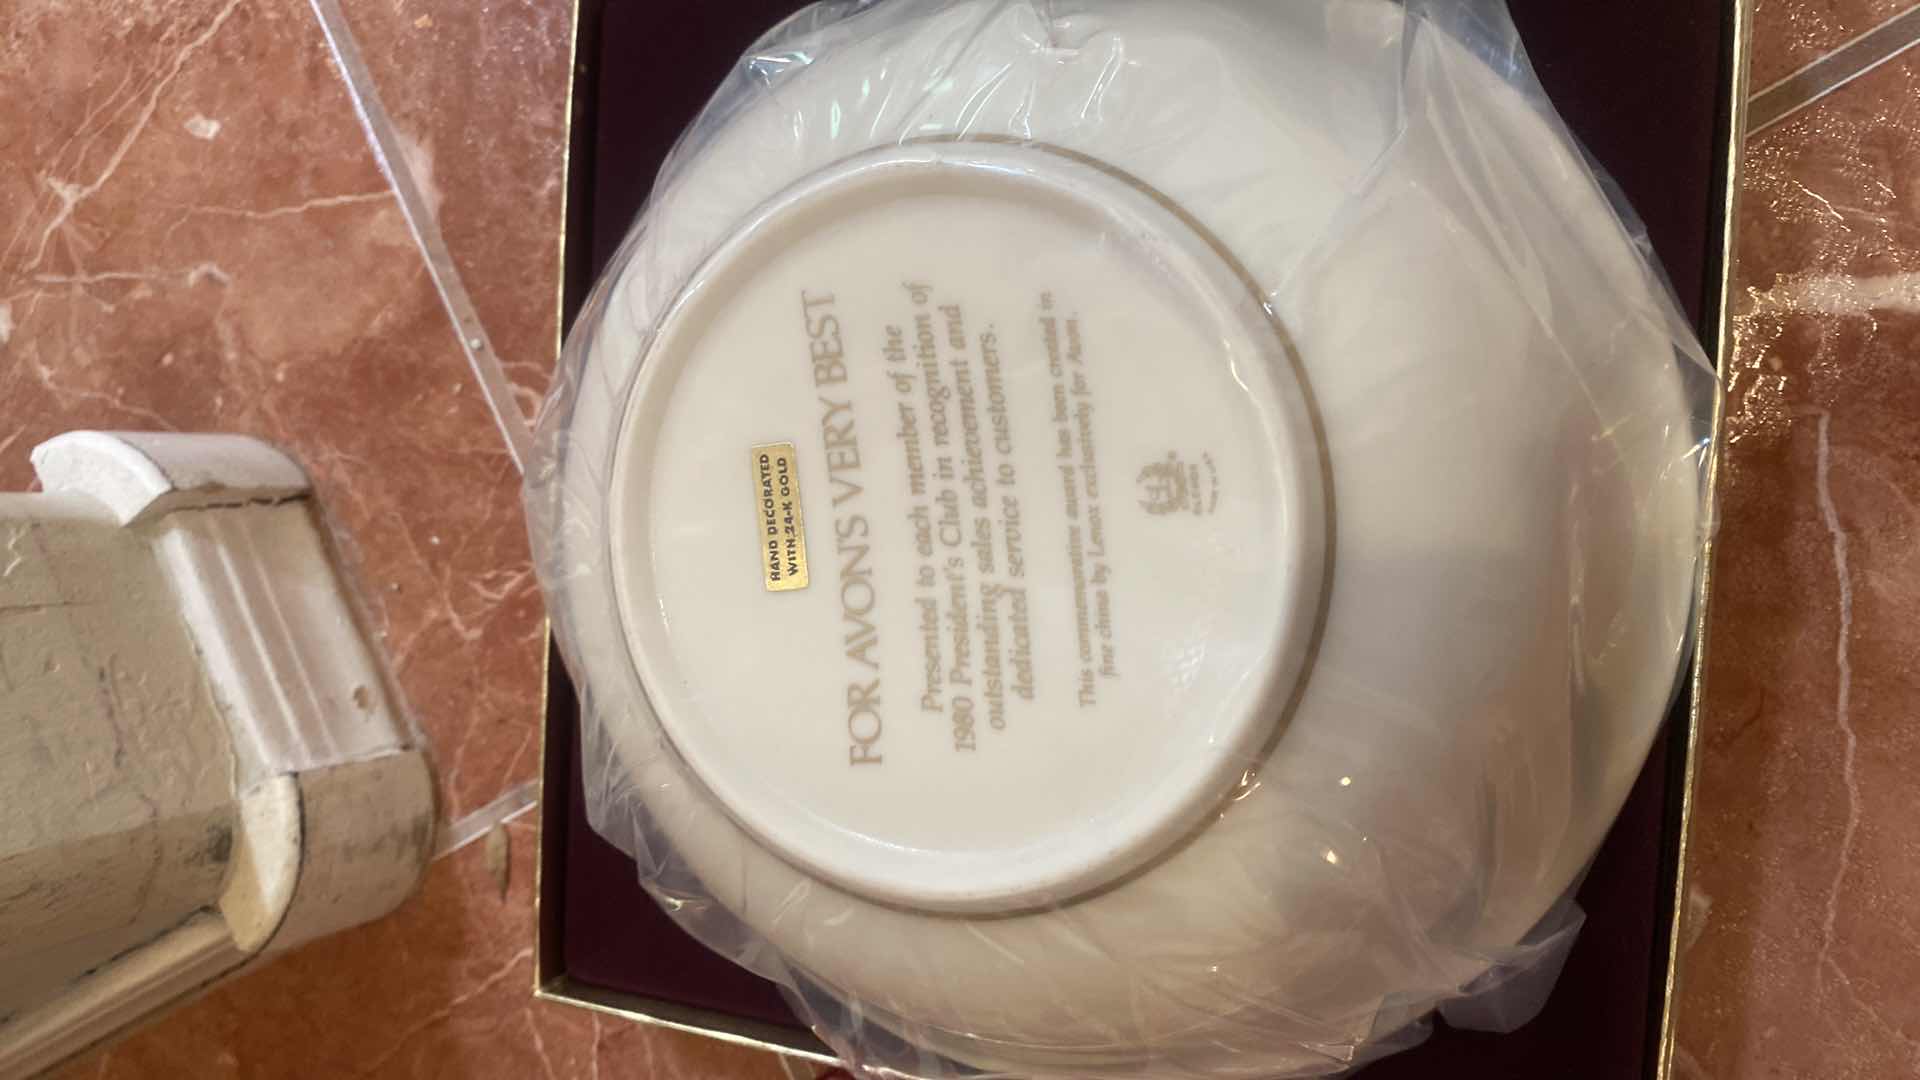 HAND DECORATED
WITH 24-K GOLD
FOR AVON'S VERY BEST
Presented to each member of the
1980 President's Club in recognition of
outstanding sales achievement and
dedicated service to customers.
This commemorative award has been created in
fine china by Lenox exclusively for Avon.